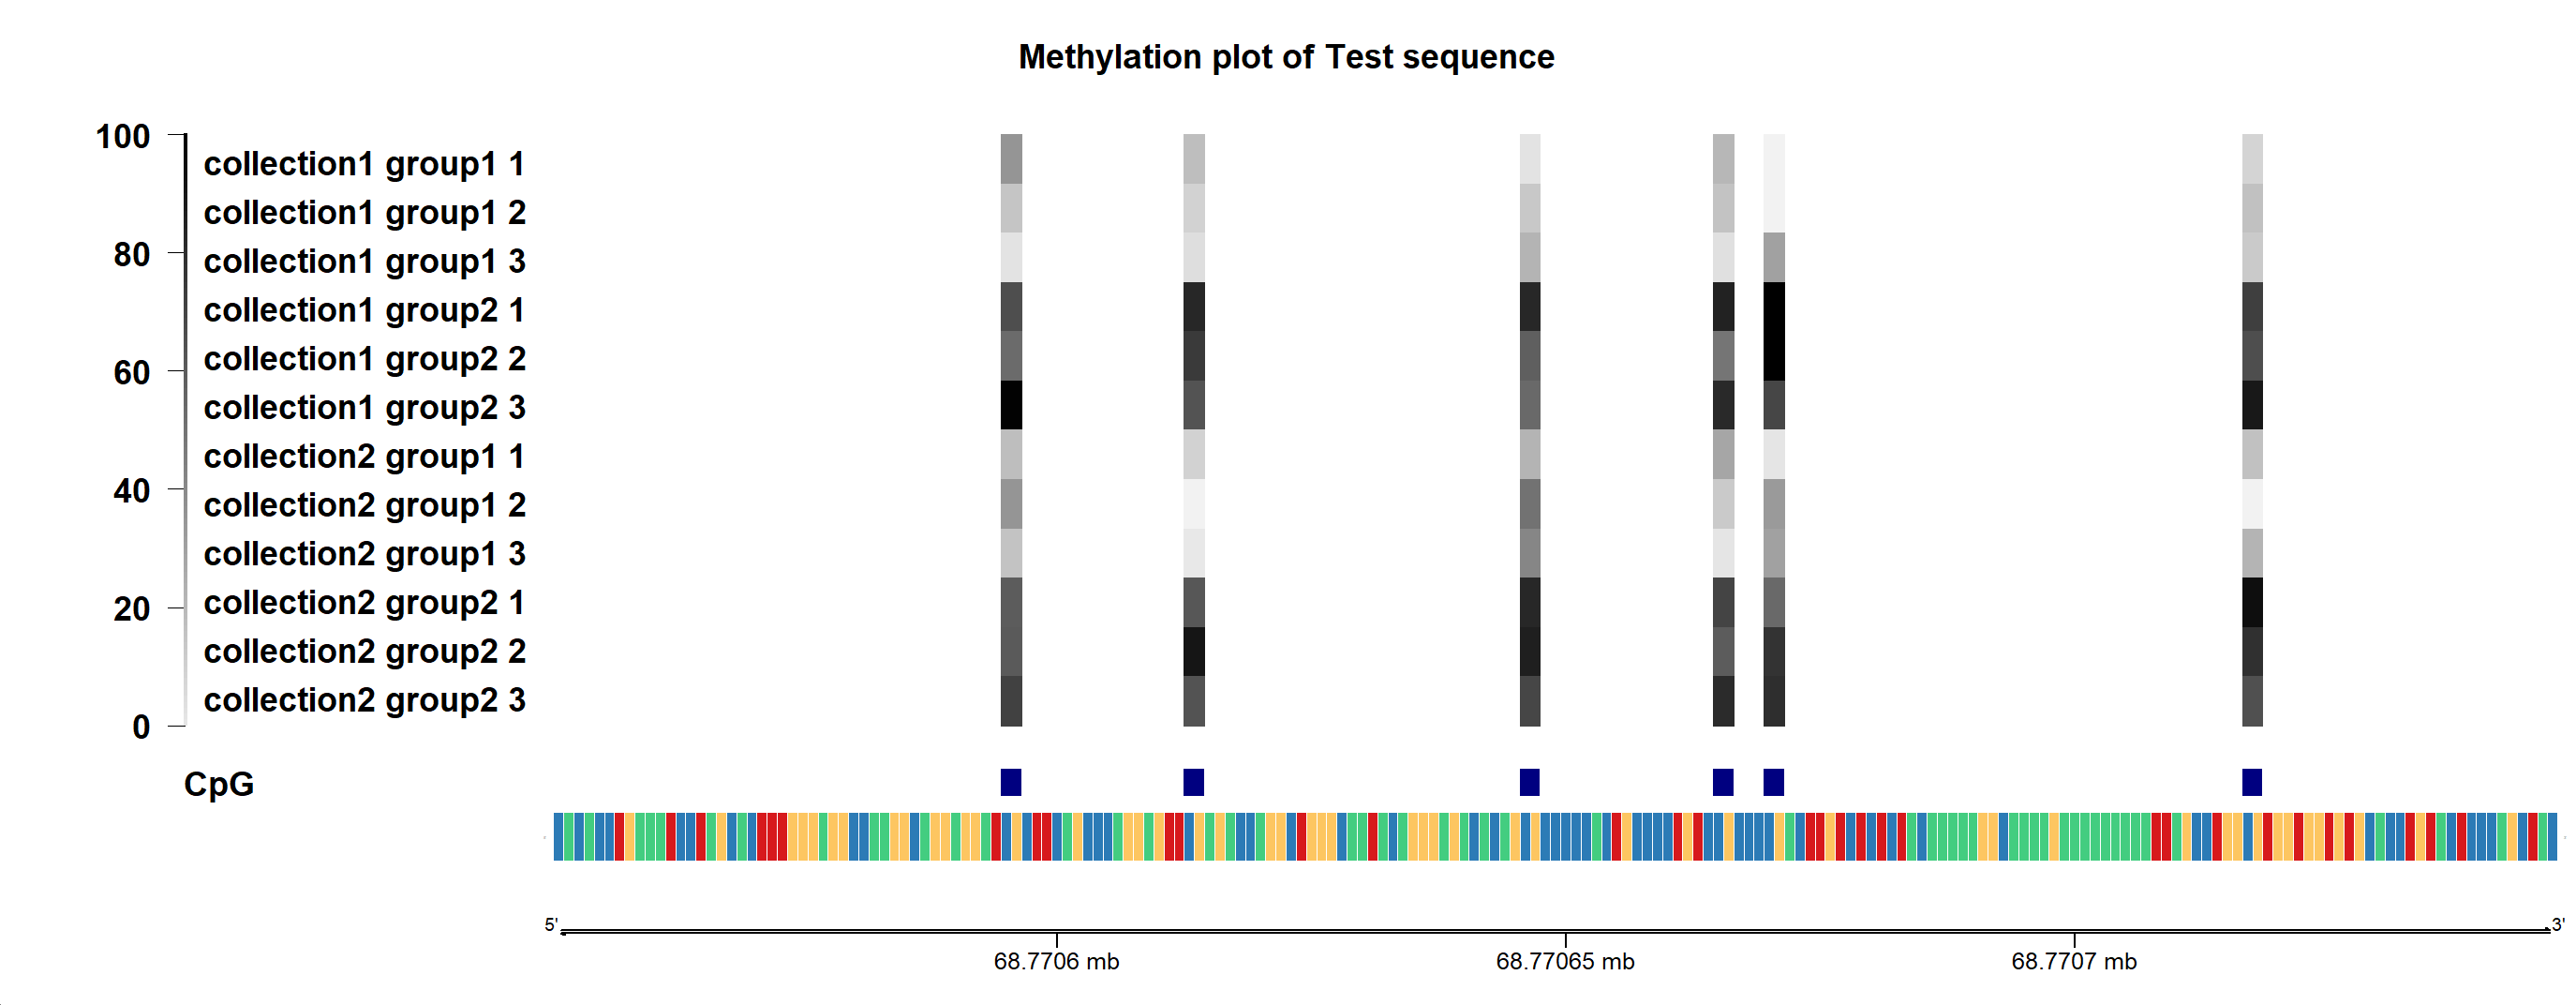 Methylation plot of Test sequence
100
collection1 group1 1
collection1 group1 2
80
collection1 group1 3
collection1 group2 1
collection1 group2 2
60
collection1 group2 3
collection2 group1 1
40
collection2 group1 2
collection2 group1 3
20
collection2 group2 1
collection2 group2 2
collection2 group2 3
0
CpG
5' 3'
68.7706 mb 68.77065 mb 68.7707 mb